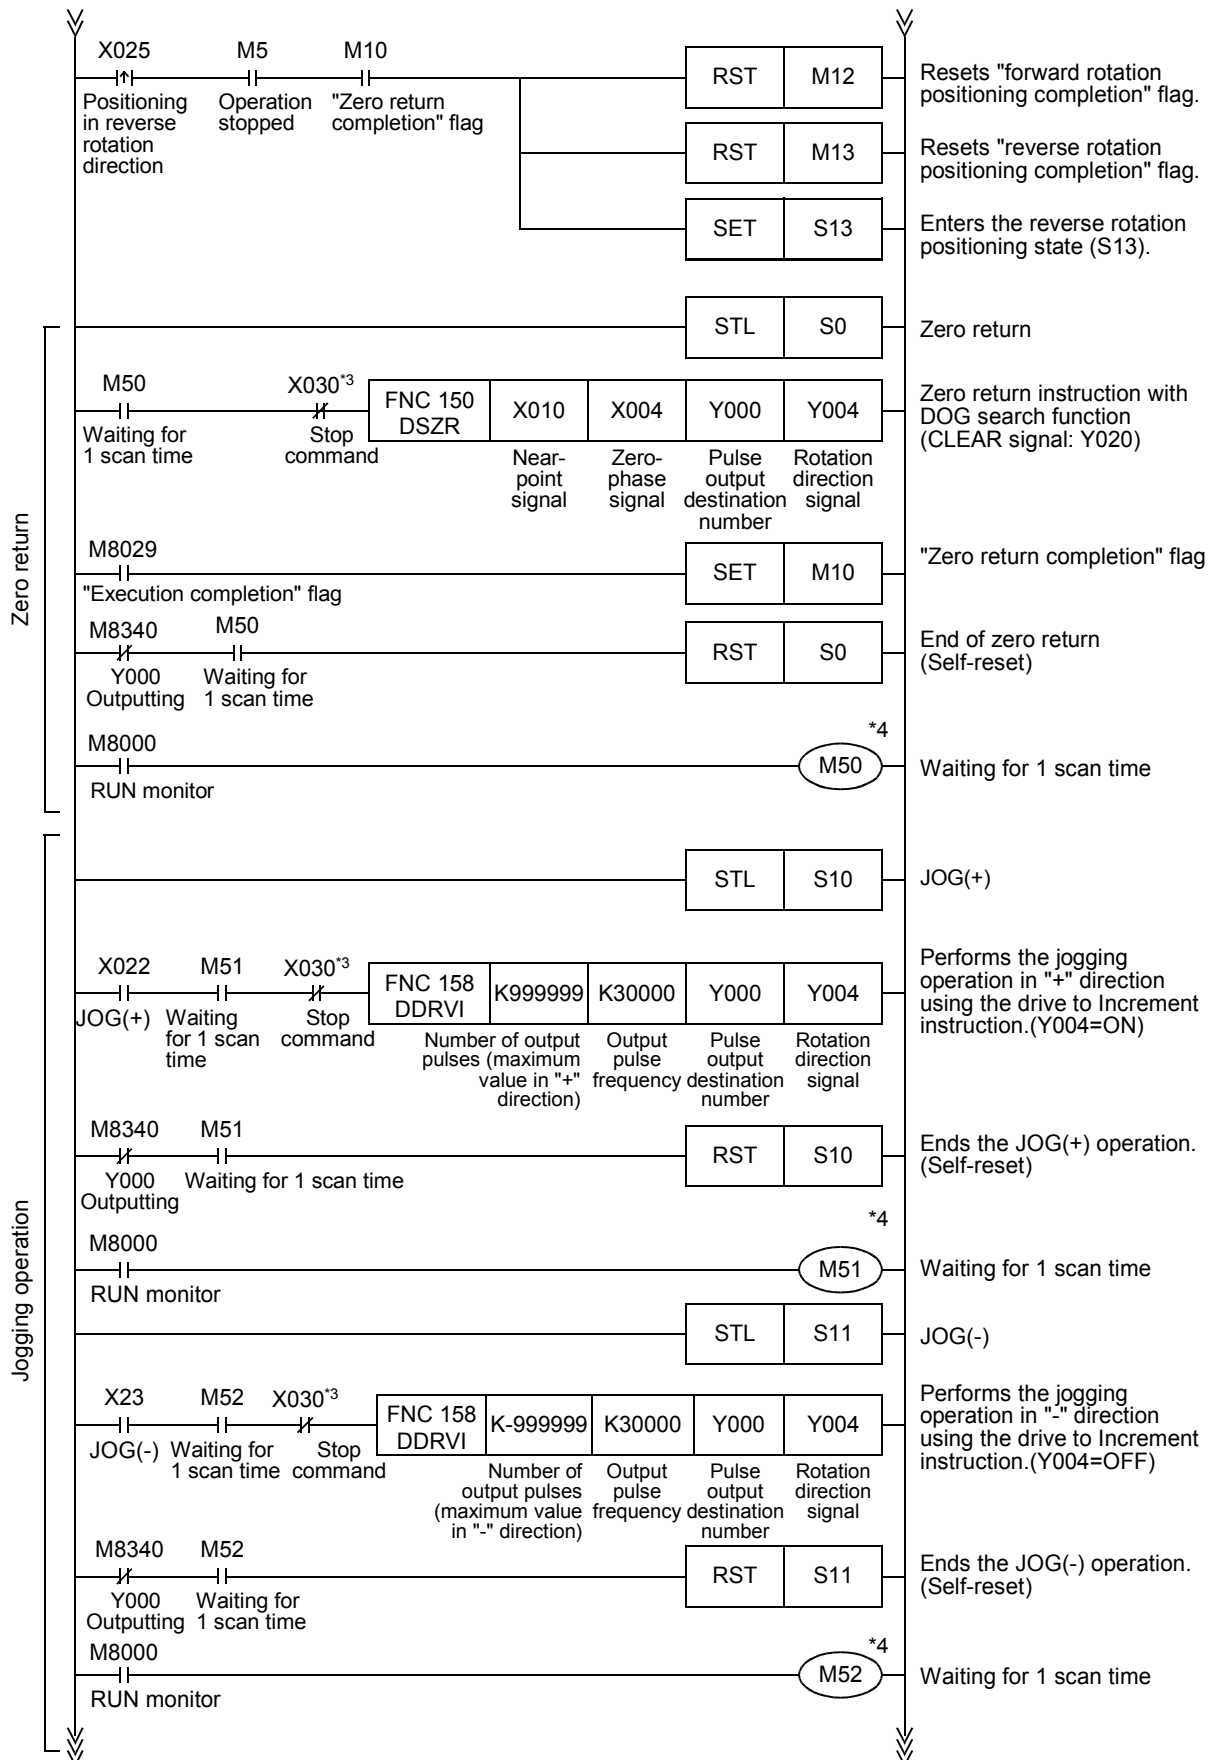 X025 M5 M10
RST M12
Resets "forward rotation
positioning completion" flag.
Positioning
in reverse
rotation
direction
Operation
stopped
"Zero return
completion" flag
RST M13
Resets "reverse rotation
positioning completion" flag.
SET S13
Enters the reverse rotation
positioning state (S13).
Zero return
STL S0
Zero return
M50 X030*3
FNC 150
DSZR
X010 X004 Y000 Y004
Zero return instruction with
DOG search function
(CLEAR signal: Y020)
Waiting for
1 scan time
Stop
command
Near-
point
signal
Zero-
phase
signal
Pulse
output
destination
number
Rotation
direction
signal
M8029
SET M10
"Zero return completion" flag
"Execution completion" flag
M8340 M50
RST S0
End of zero return
(Self-reset)
Y000
Outputting
Waiting for
1 scan time
M8000
*4
M50
Waiting for 1 scan time
RUN monitor
Jogging operation
STL S10
JOG(+)
X022 M51 X030*3
FNC 158
DDRVI
K999999 K30000 Y000 Y004
Performs the jogging
operation in "+" direction
using the drive to Increment
instruction.(Y004=ON)
JOG(+)
Waiting
for 1 scan
time
Stop
command
Number of output
pulses (maximum
value in "+"
direction)
Output
pulse
frequency
Pulse
output
destination
number
Rotation
direction
signal
M8340 M51
RST S10
Ends the JOG(+) operation.
(Self-reset)
Y000
Outputting
Waiting for 1 scan time
M8000
*4
M51
Waiting for 1 scan time
RUN monitor
STL S11
JOG(-)
X23 M52 X030*3
FNC 158
DDRVI
K-999999 K30000 Y000 Y004
Performs the jogging
operation in "-" direction
using the drive to Increment
instruction.(Y004=OFF)
JOG(-)
Waiting for
1 scan time
Stop
command
Number of
output pulses
(maximum value
in "-" direction)
Output
pulse
frequency
Pulse
output
destination
number
Rotation
direction
signal
M8340 M52
RST S11
Ends the JOG(-) operation.
(Self-reset)
Y000
Outputting
Waiting for
1 scan time
M8000
*4
M52
Waiting for 1 scan time
RUN monitor